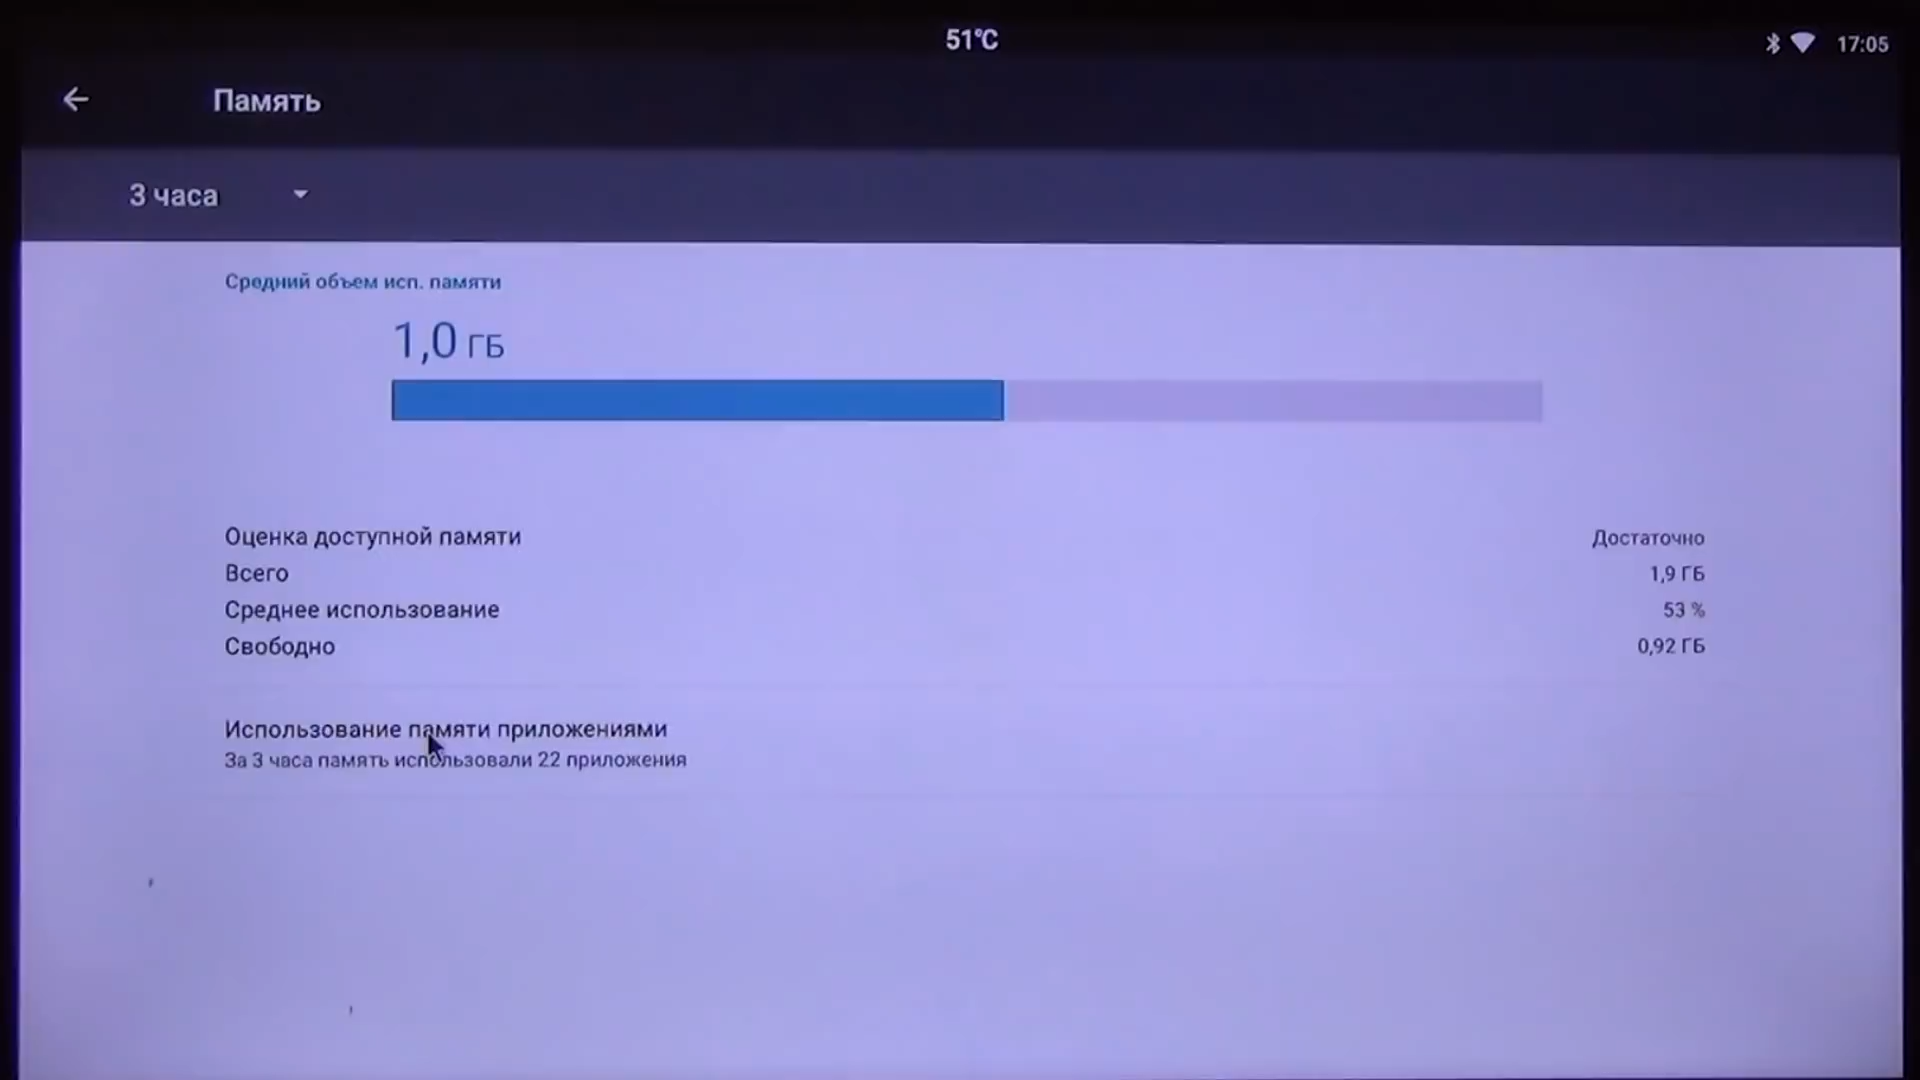 51℃
17:05
Память
3 часа
Средний объем исп. памяти
1,0 ГБ
Оценка доступной памяти Достаточно
Всего 1,9 ГБ
Среднее использование 53 %
Свободно 0,92 ГБ
Использование памяти приложениями
За 3 часа память использовали 22 приложения